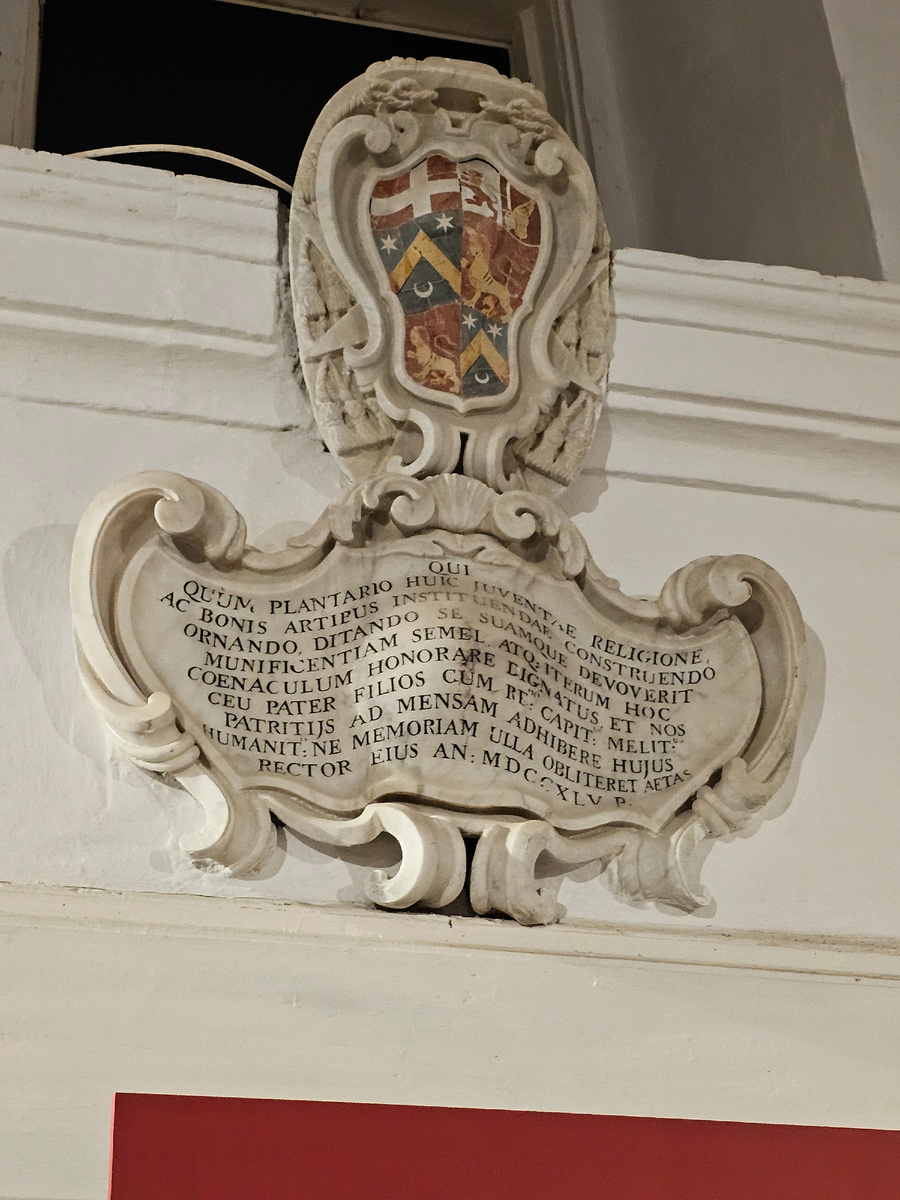 QUI
QUUM PLANTARIO HUIC JUVENTAE RELIGIONE,
AC BONIS ARTIBUS INSTITUENDAE CONSTRUENDO
ORNANDO, DITANDO SE SUAMQUE DEVOVERIT
MUNIFICENTIAM SEMEL ATQ: ITERUM HOC
COENACULUM HONORARE DIGNATUS, ET NOS
CEU PATER FILIOS CUM RE: CAPIT: MELIT:
PATRITIJS AD MENSAM ADHIBERE HUJUS
HUMANIT: NE MEMORIAM ULLA OBLITERET AETAS
RECTOR EIUS AN: MDCCXLV P.